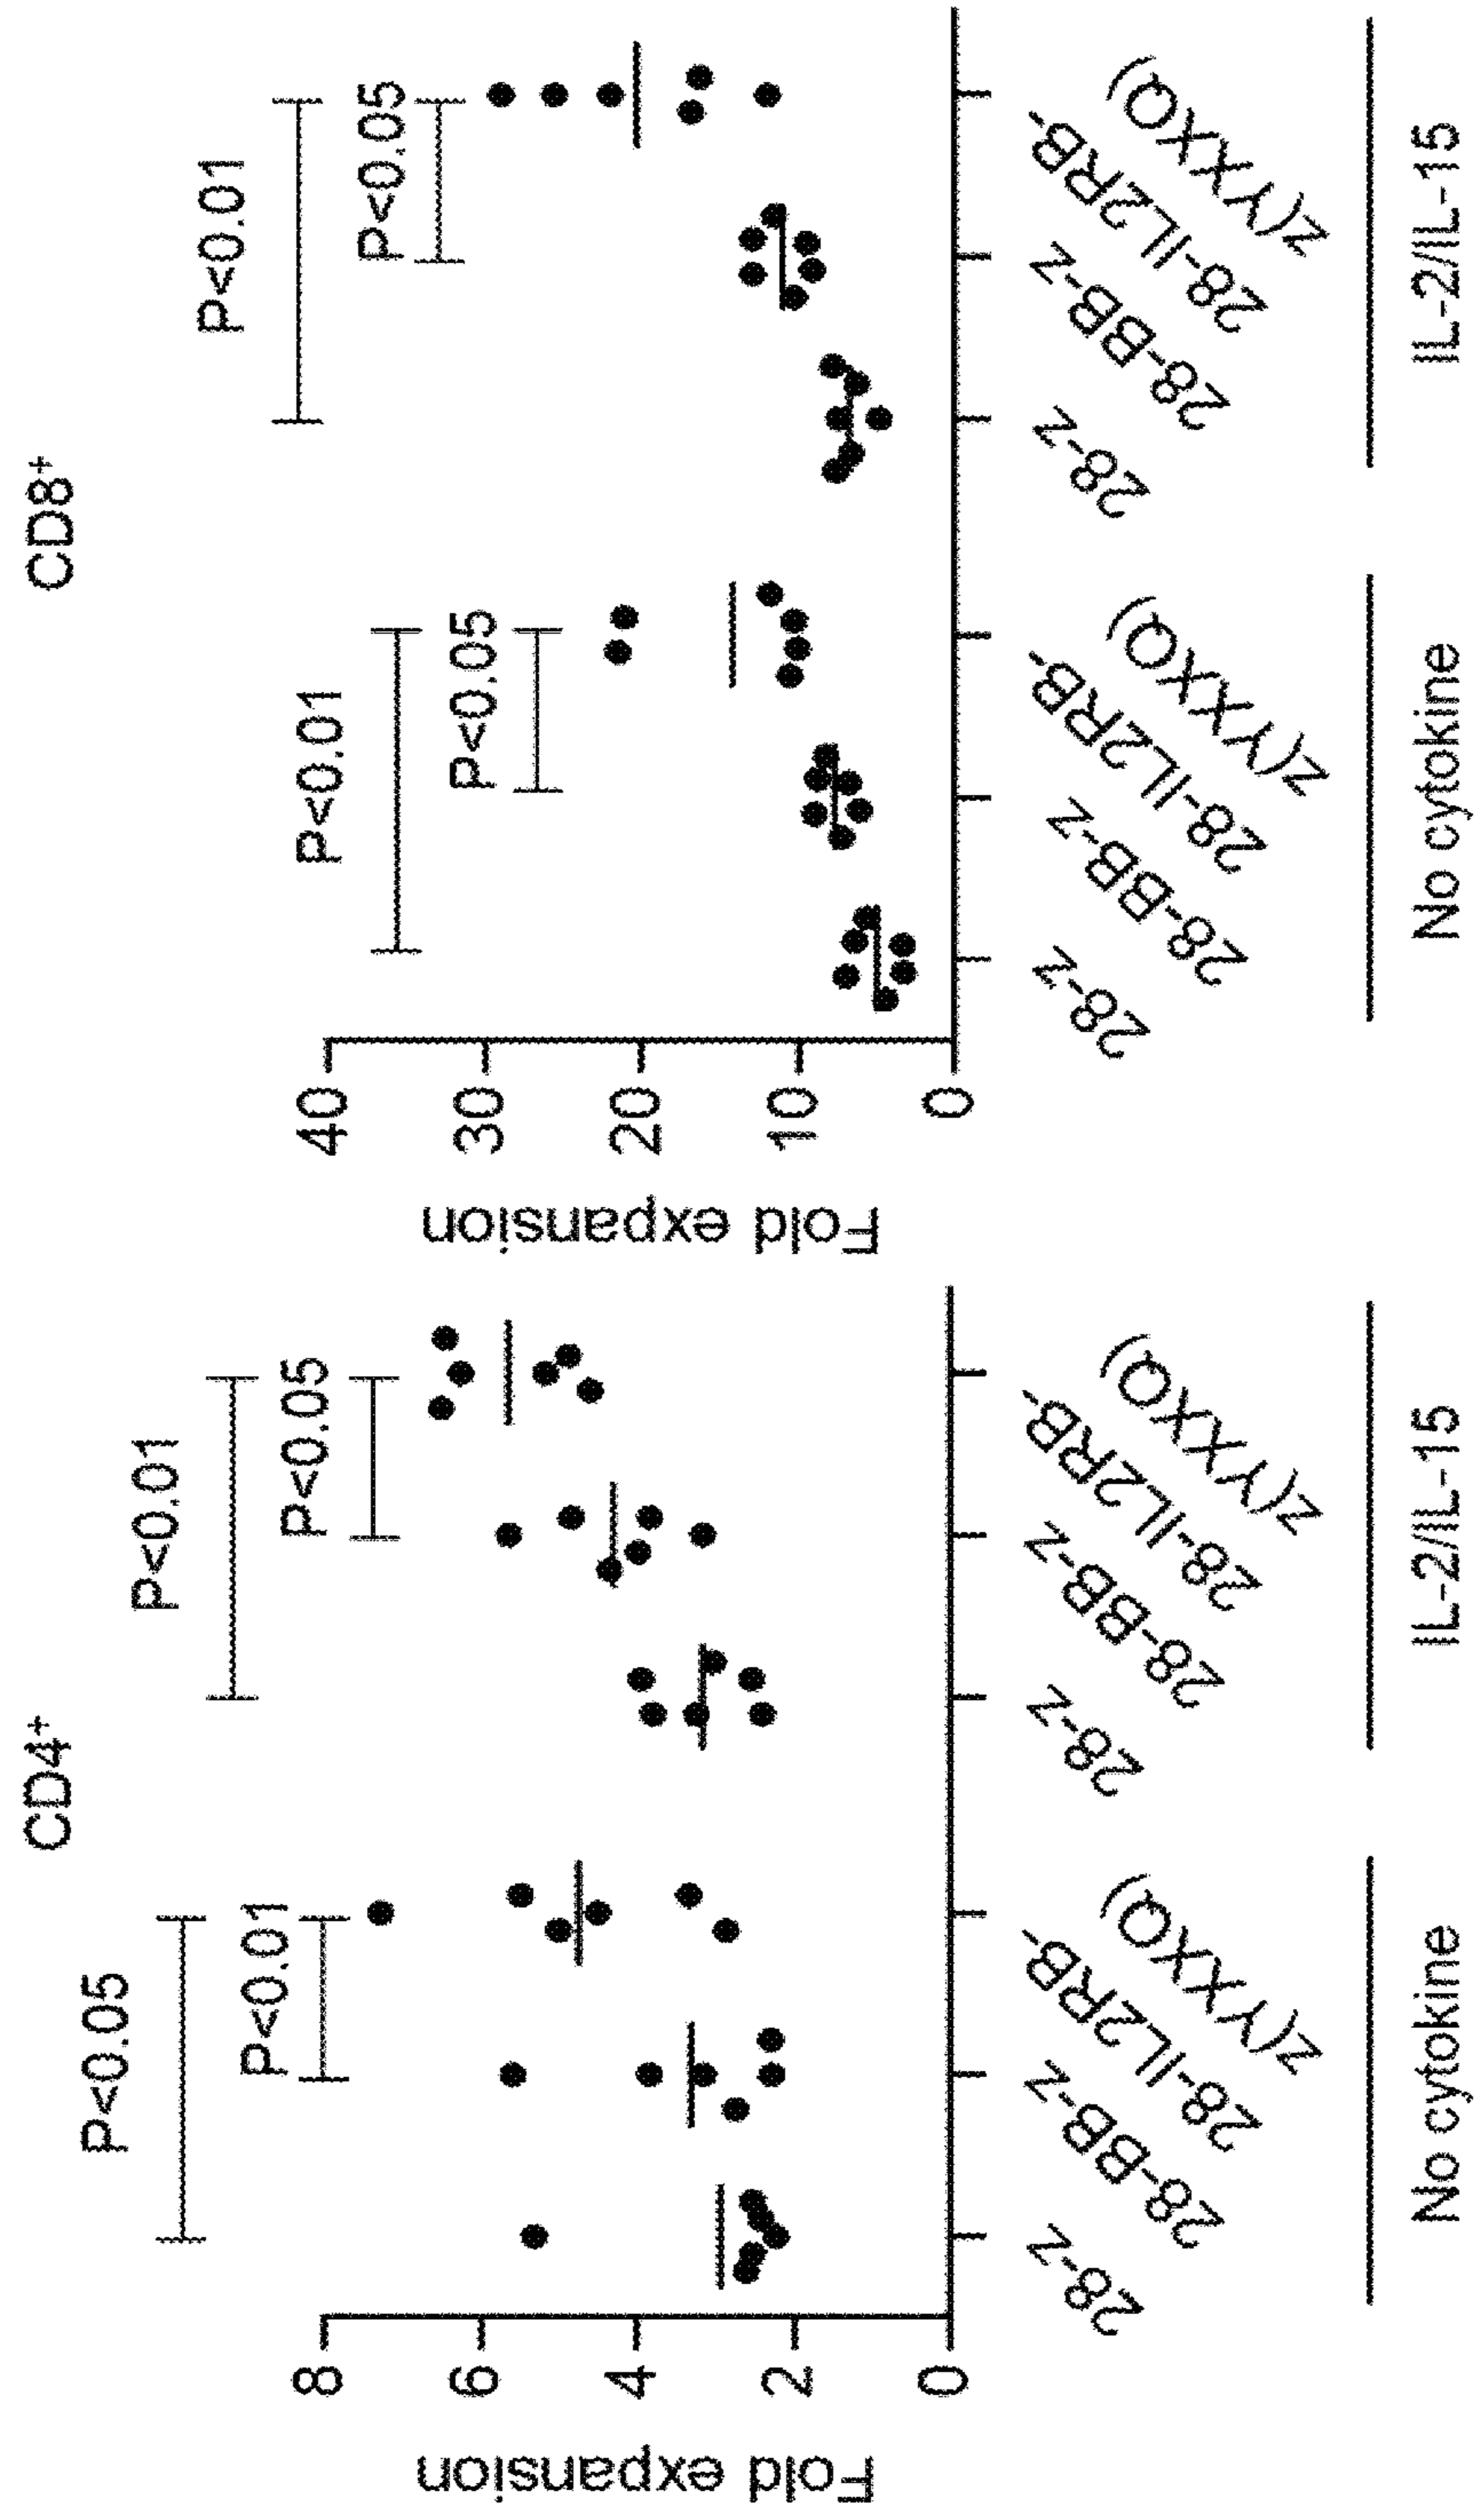 CD4+
Fold expansion
8
6
4
2
0
P<0.05
P<0.01
P<0.01
P<0.05
28-z
28-BB-z
28-IL2RB-
z(YXXQ)
28-z
28-BB-z
28-IL2RB-
z(YXXQ)
No cytokine
IL-2/IL-15
CD8+
Fold expansion
40
30
20
10
0
P<0.01
P<0.05
P<0.01
P<0.05
28-z
28-BB-z
28-IL2RB-
z(YXXQ)
28-z
28-BB-z
28-IL2RB-
z(YXXQ)
No cytokine
IL-2/IL-15